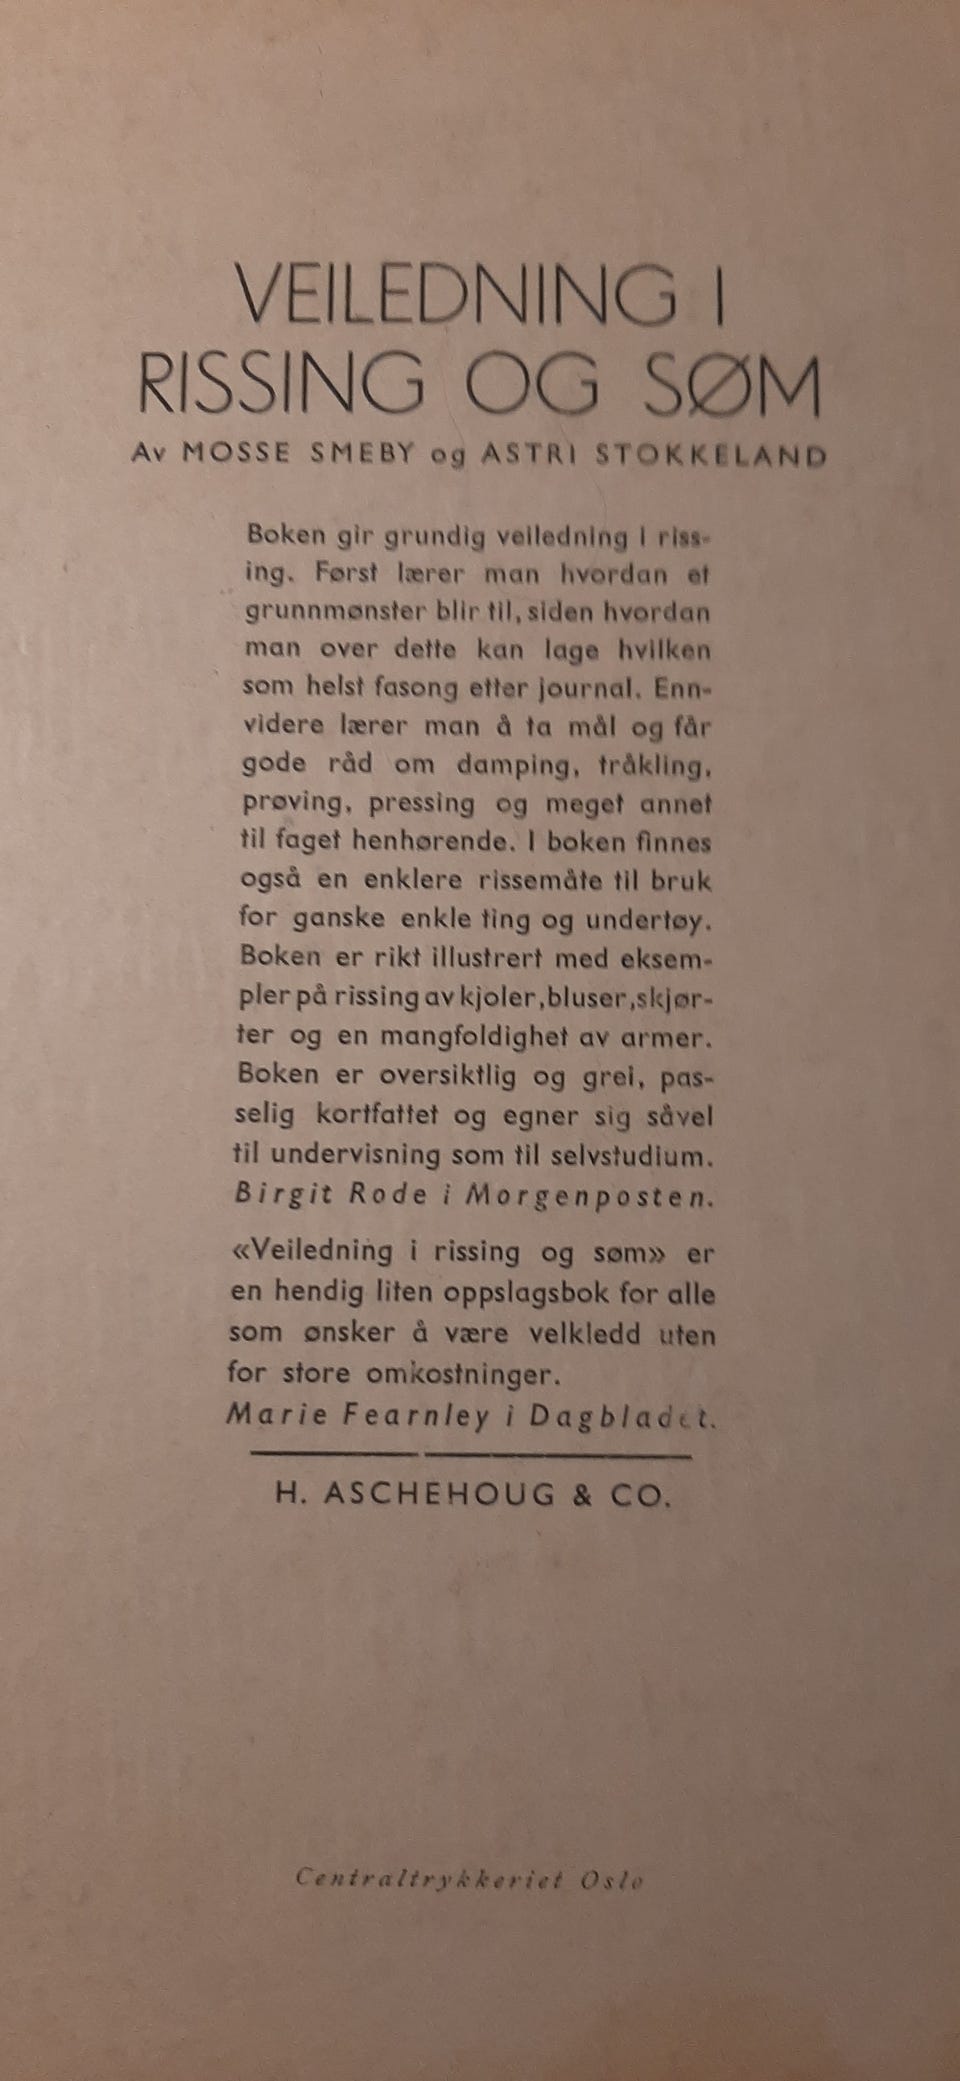 VEILEDNING I
RISSING OG SØM
Av MOSSE SMEBY og ASTRI STOKKELAND
Boken gir grundig veiledning i riss-
ing. Først lærer man hvordan et
grunnmønster blir til, siden hvordan
man over dette kan lage hvilken
som helst fasong etter journal. Enn-
videre lærer man å ta mål og får
gode råd om damping, tråkling,
prøving, pressing og meget annet
til faget henhørende. I boken finnes
også en enklere rissemåte til bruk
for ganske enkle ting og undertøy.
Boken er rikt illustrert med eksem-
pler på rissing av kjoler, bluser, skjør-
ter og en mangfoldighet av armer.
Boken er oversiktlig og grei, pas-
selig kortfattet og egner sig såvel
til undervisning som til selvstudium.
Birgit Rode i Morgenposten.
«Veiledning i rissing og søm» er
en hendig liten oppslagsbok for alle
som ønsker å være velkledd uten
for store omkostninger.
Marie Fearnley i Dagbladet.
H. ASCHEHOUG & CO.
Centraltrykkeriet Oslo